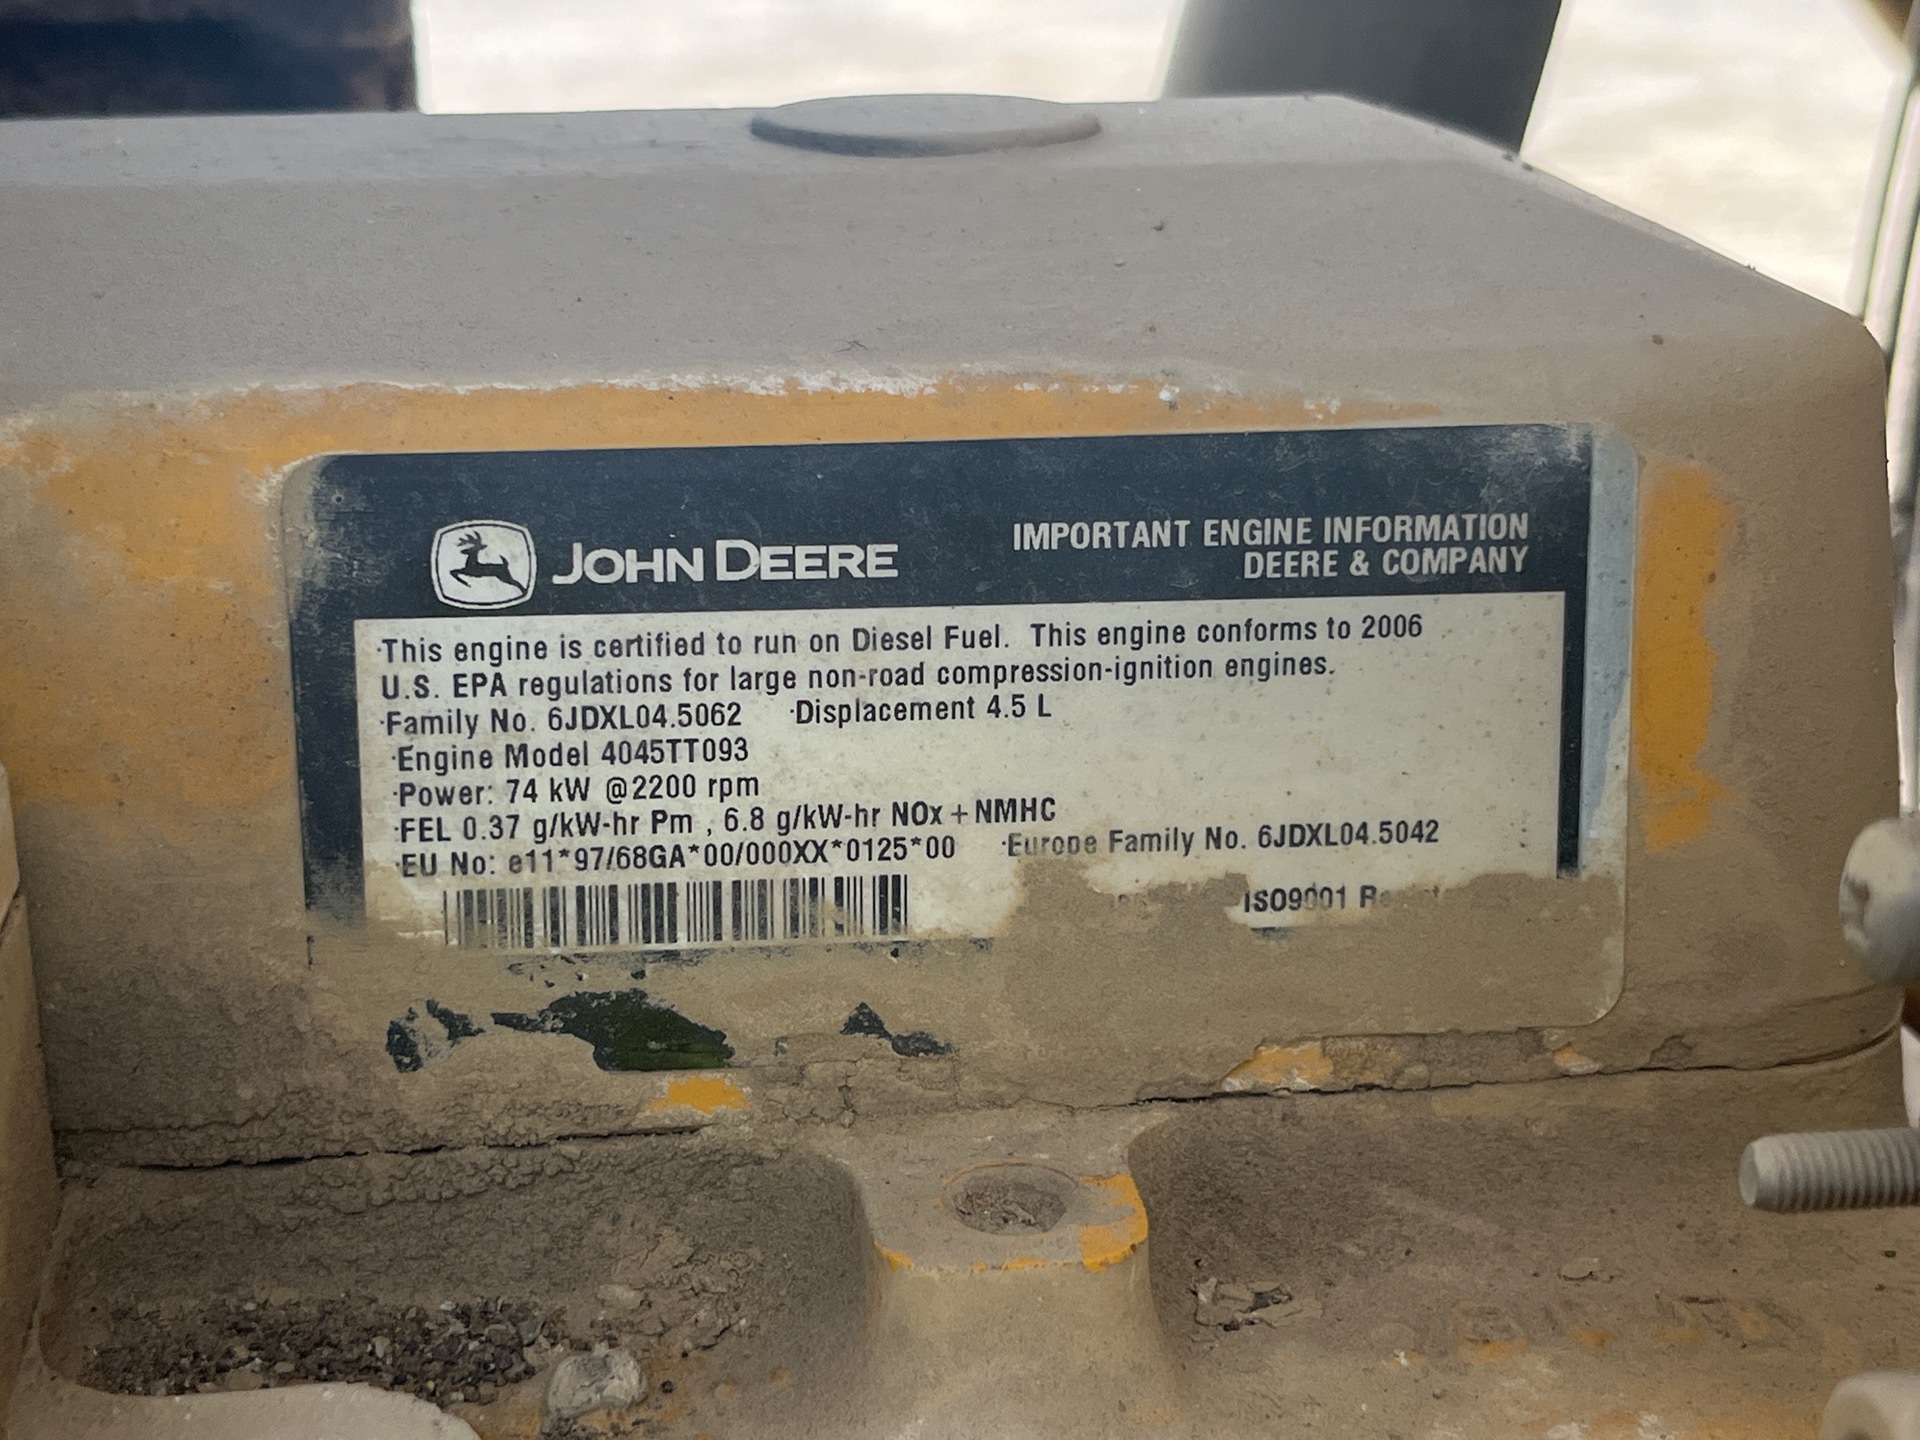 JOHN DEERE
IMPORTANT ENGINE INFORMATION
DEERE & COMPANY
·This engine is certified to run on Diesel Fuel. This engine conforms to 2006
U.S. EPA regulations for large non-road compression-ignition engines.
·Family No. 6JDXL04.5062 ·Displacement 4.5 L
·Engine Model 4045TT093
·Power: 74 kW @2200 rpm
·FEL 0.37 g/kW-hr Pm , 6.8 g/kW-hr NOx + NMHC
·EU No: e11*97/68GA*00/000XX*0125*00 ·Europe Family No. 6JDXL04.5042
ISO9001